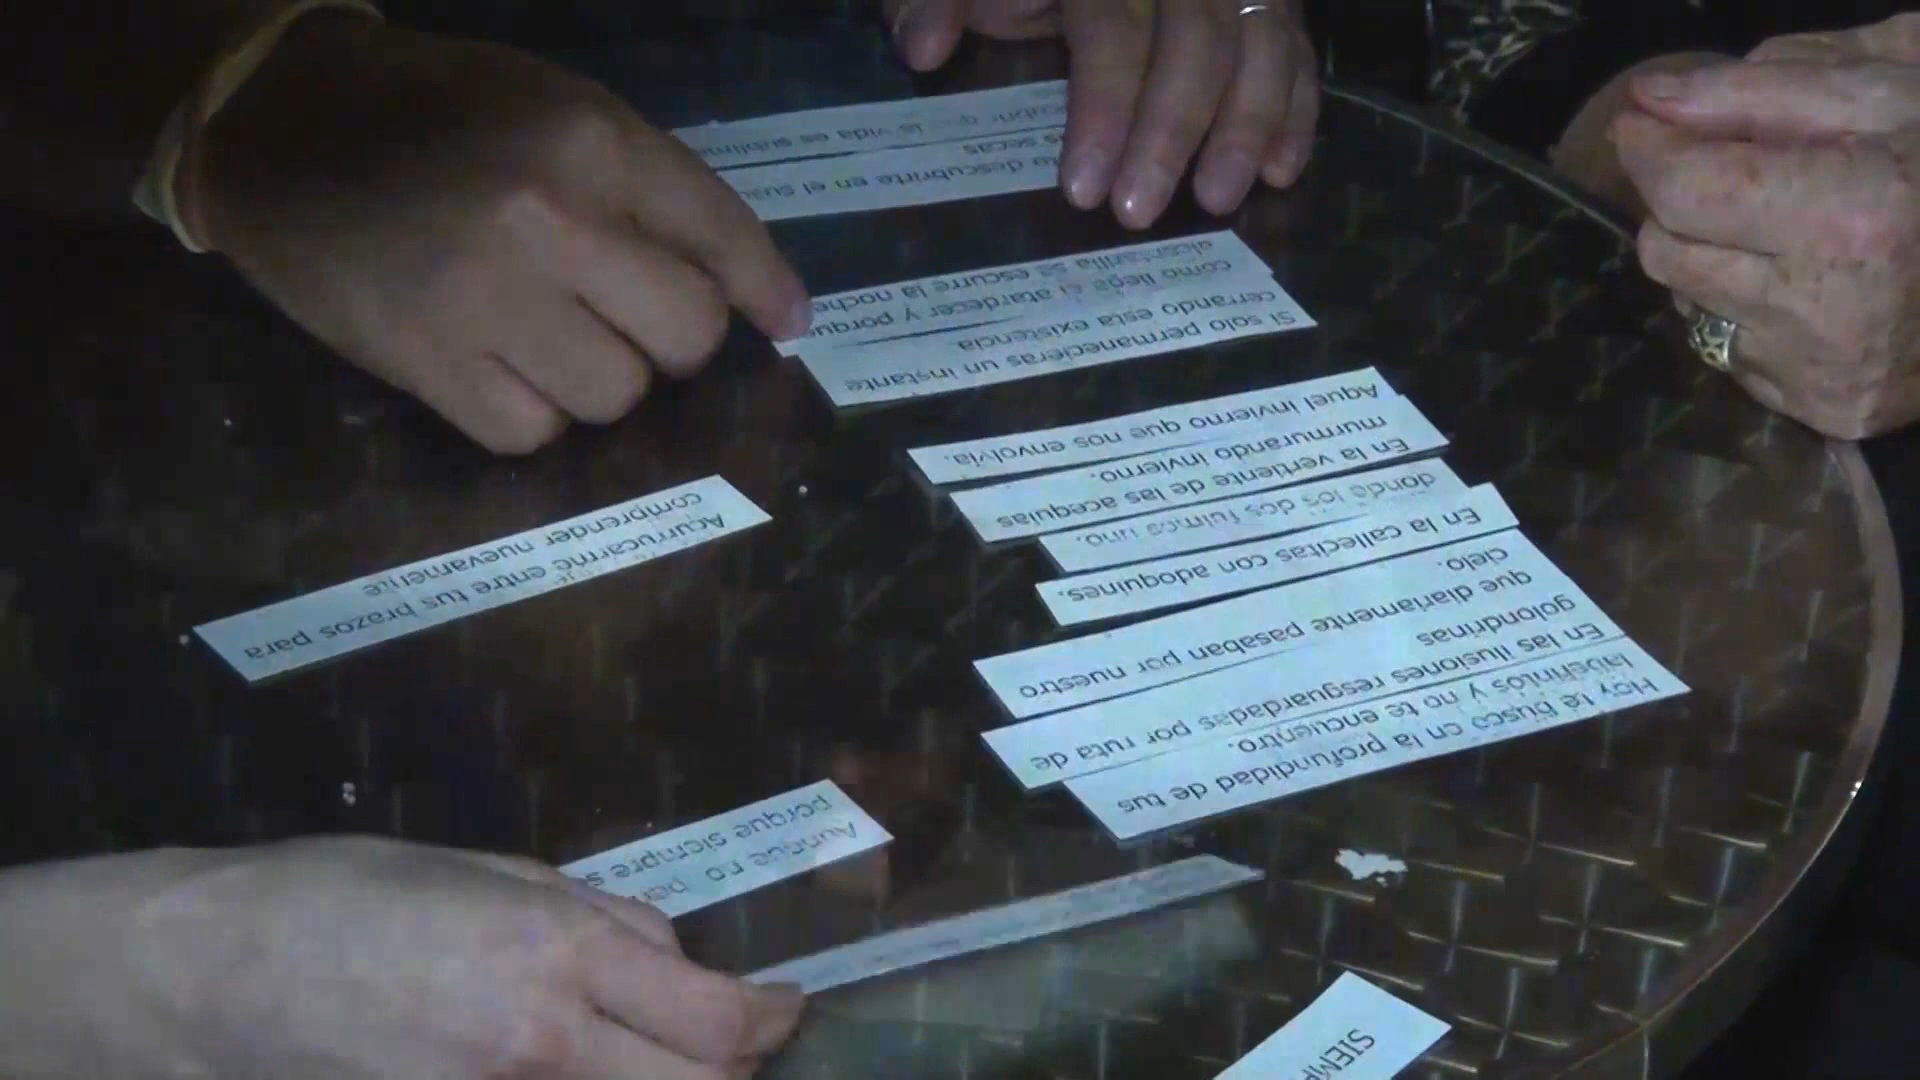 SIEMP
Hoy te busco en la profundidad de tus
laberintos y no te encuentro.
En las ilusiones resguardadas por ruta de
golondrinas
que diariamente pasaban por nuestro
cielo.
En la callecitas con adoquines.
donde los dos fuimos uno.
En la vertiente de las acequias
murmurando invierno.
Aquel invierno que nos envolvía.
Si solo permanecieras un instante
cerrando esta existencia
como llega el atardecer y porque
alcantarilla se escurre la noche
descubrirte en el
secas
la vida es
Aunque no
porque siempre
Acurrucarme entre tus brazos para
comprender nuevamente